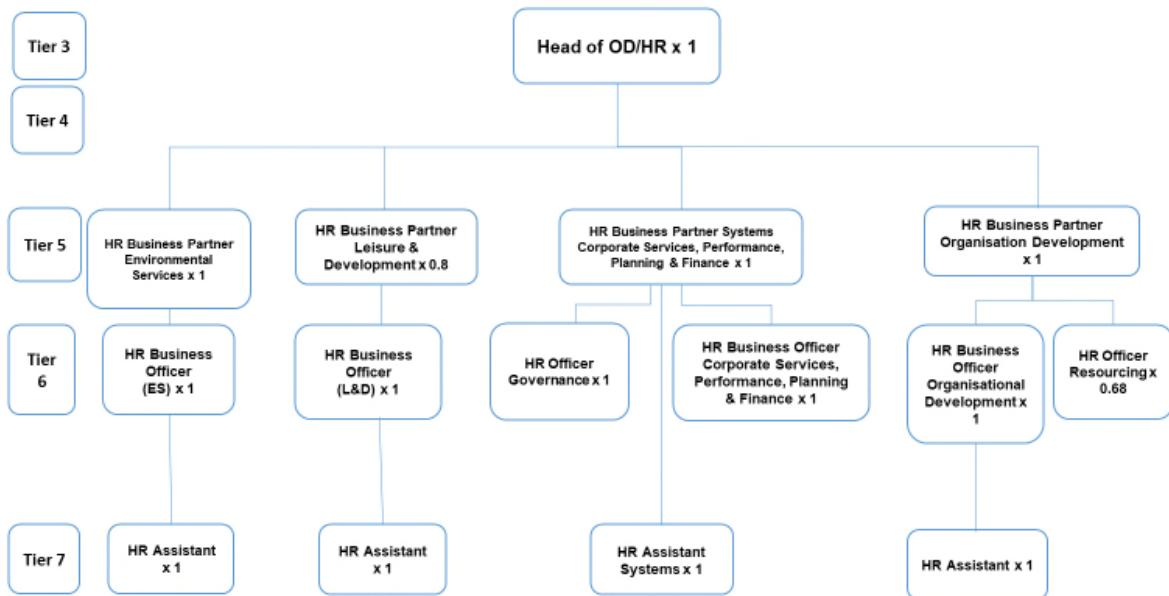 Tier 3
Head of OD/HR x 1
Tier 4
Tier 5
HR Business Partner
Environmental
Services x 1
HR Business Partner
Leisure &
Development x 0.8
HR Business Partner Systems
Corporate Services, Performance,
Planning & Finance x 1
HR Business Partner
Organisation Development
x 1
Tier
6
HR Business
Officer
(ES) x 1
HR Business
Officer
(L&D) x 1
HR Officer
Governance x 1
HR Business Officer
Corporate Services,
Performance, Planning
& Finance x 1
HR Business
Officer
Organisational
Development x
1
HR Officer
Resourcing x
0.68
Tier 7
HR Assistant
x 1
HR Assistant
x 1
HR Assistant
Systems x 1
HR Assistant x 1